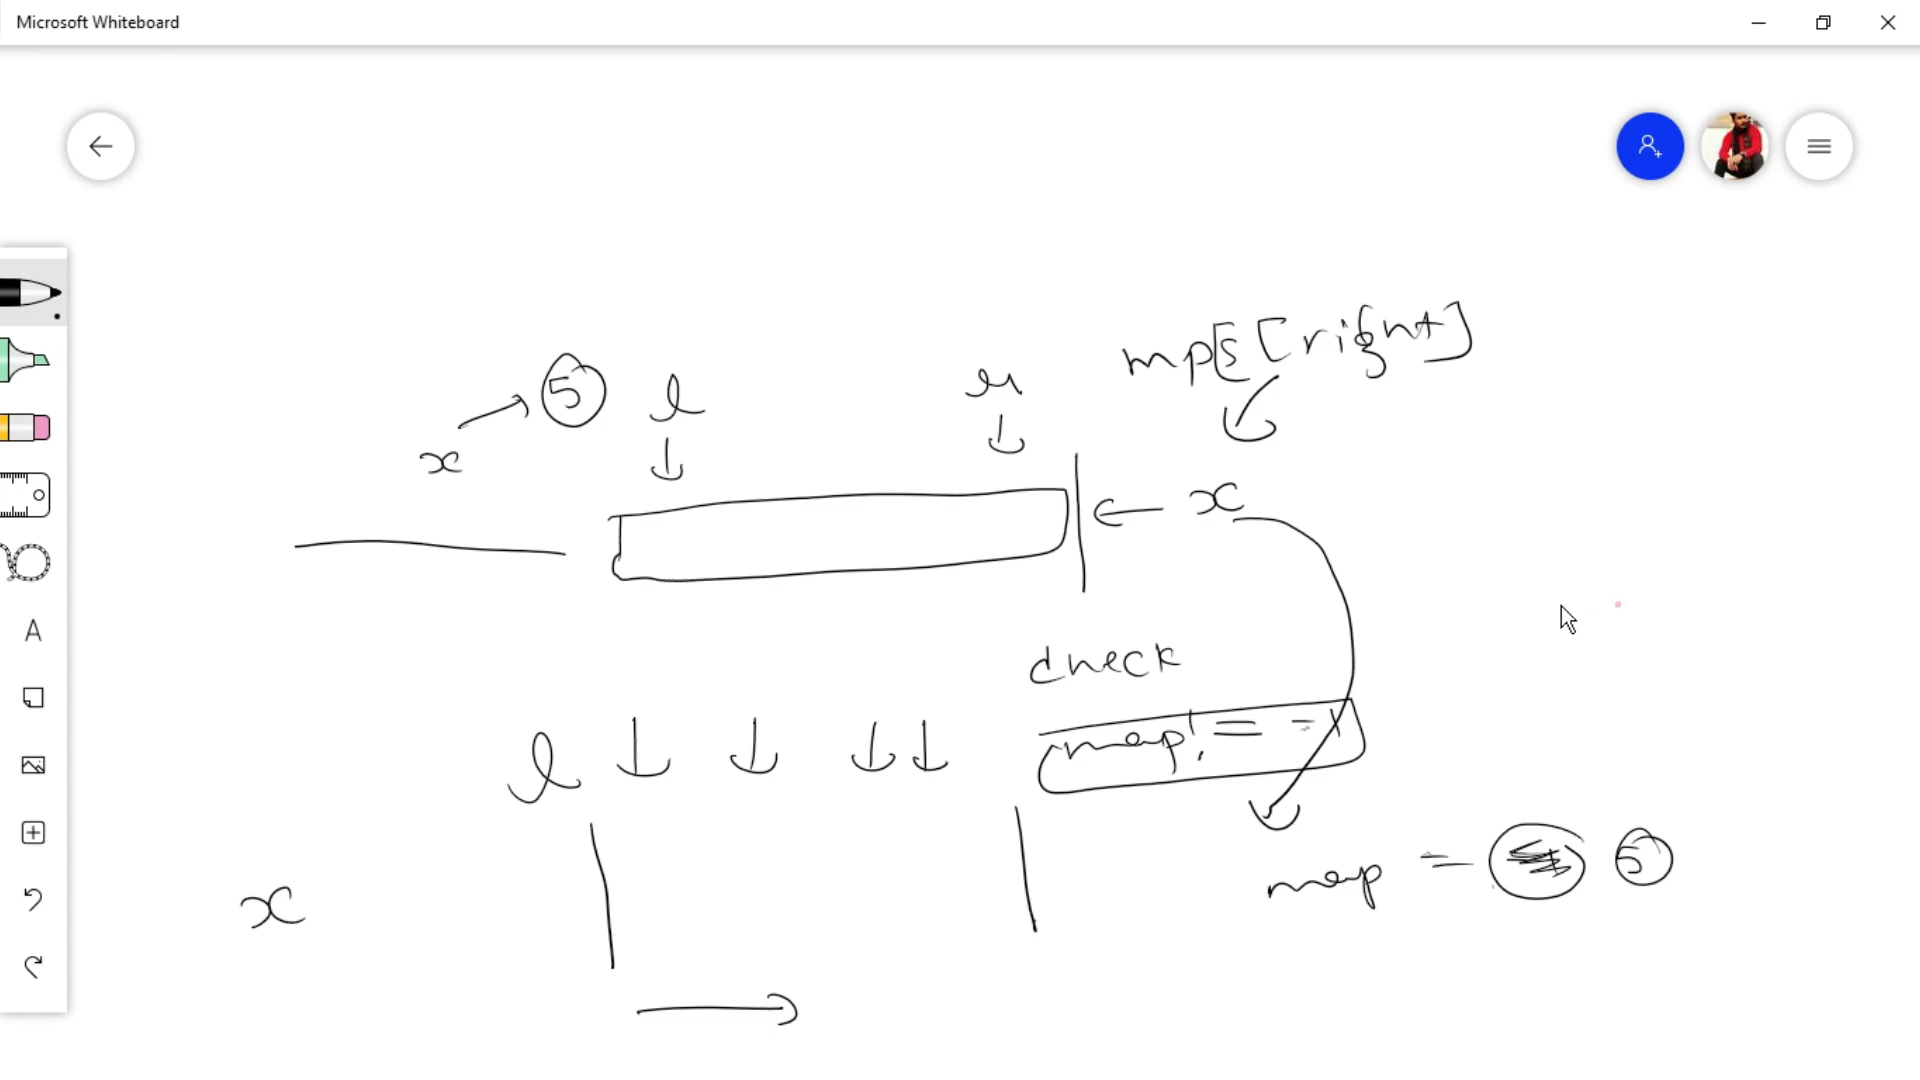 Microsoft Whiteboard
mp[s[right]
x 5 l r
x
A
check
l map != -1
x map = 5